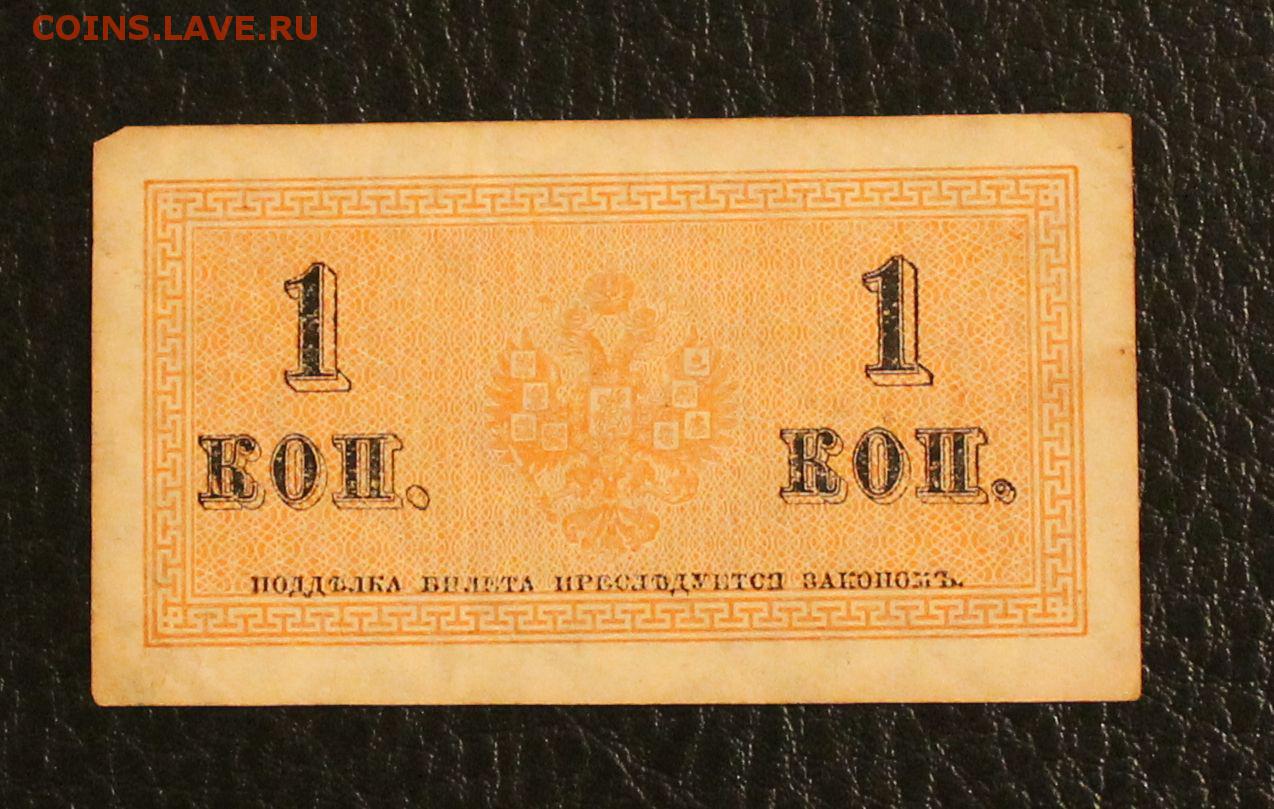 COINS.LAVE.RU
1 1
КОП. КОП.
ПОДДѢЛКА БИЛЕТА ПРЕСЛѢДУЕТСЯ ЗАКОНОМЪ.